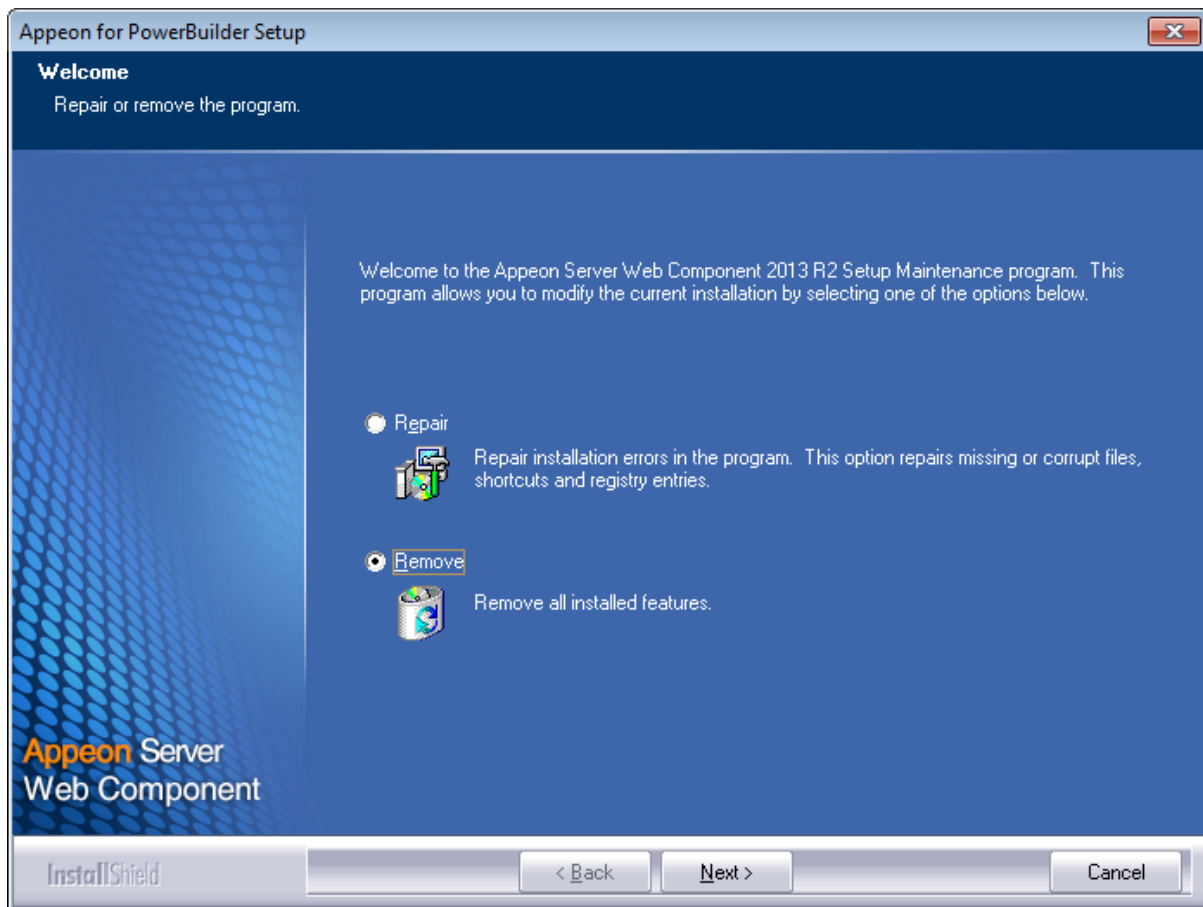 Appeon for PowerBuilder Setup
Welcome
Repair or remove the program.
Welcome to the Appeon Server Web Component 2013 R2 Setup Maintenance program.  This
program allows you to modify the current installation by selecting one of the options below.
Repair
Repair installation errors in the program.  This option repairs missing or corrupt files,
shortcuts and registry entries.
Remove
Remove all installed features.
Appeon Server
Web Component
InstallShield
< Back
Next >
Cancel